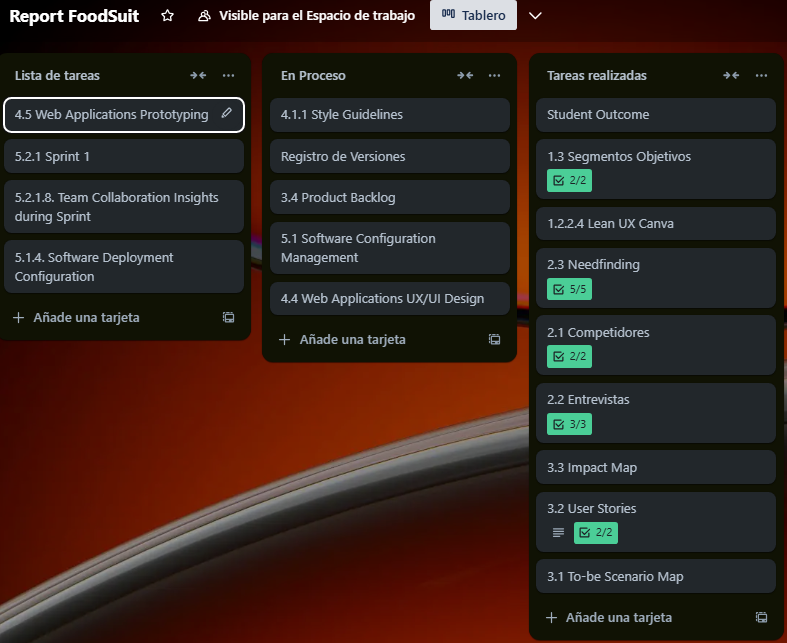 Report FoodSuit
Visible para el Espacio de trabajo
Tablero
Lista de tareas
4.5 Web Applications Prototyping
5.2.1 Sprint 1
5.2.1.8. Team Collaboration Insights
during Sprint
5.1.4. Software Deployment
Configuration
Añade una tarjeta
En Proceso
4.1.1 Style Guidelines
Registro de Versiones
3.4 Product Backlog
5.1 Software Configuration
Management
4.4 Web Applications UX/UI Design
Añade una tarjeta
Tareas realizadas
Student Outcome
1.3 Segmentos Objetivos
2/2
1.2.2.4 Lean UX Canva
2.3 Needfinding
5/5
2.1 Competidores
2/2
2.2 Entrevistas
3/3
3.3 Impact Map
3.2 User Stories
2/2
3.1 To-be Scenario Map
Añade una tarjeta